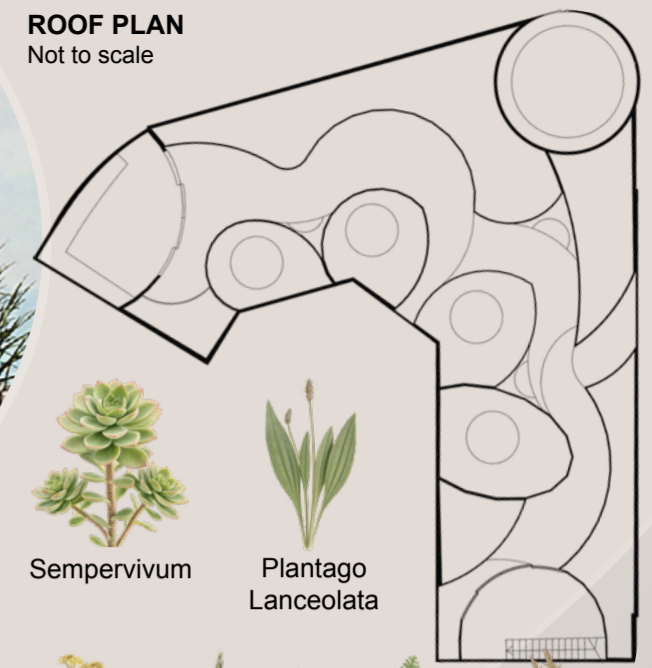 ROOF PLAN
Not to scale
Sempervivum
Plantago
Lanceolata